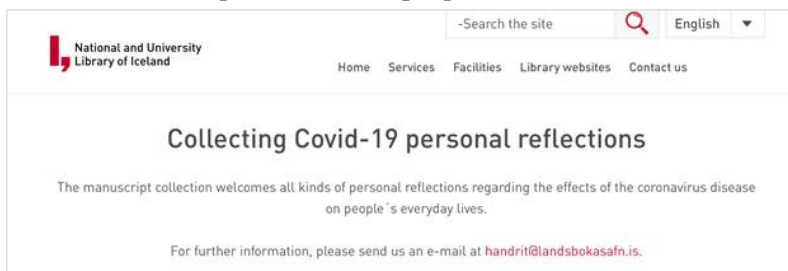 -Search the site
English
National and University
Library of Iceland
Home Services Facilities Library websites Contact us
Collecting Covid-19 personal reflections
The manuscript collection welcomes all kinds of personal reflections regarding the effects of the coronavirus disease
on people´s everyday lives.
For further information, please send us an e-mail at handrit@landsbokasafn.is.